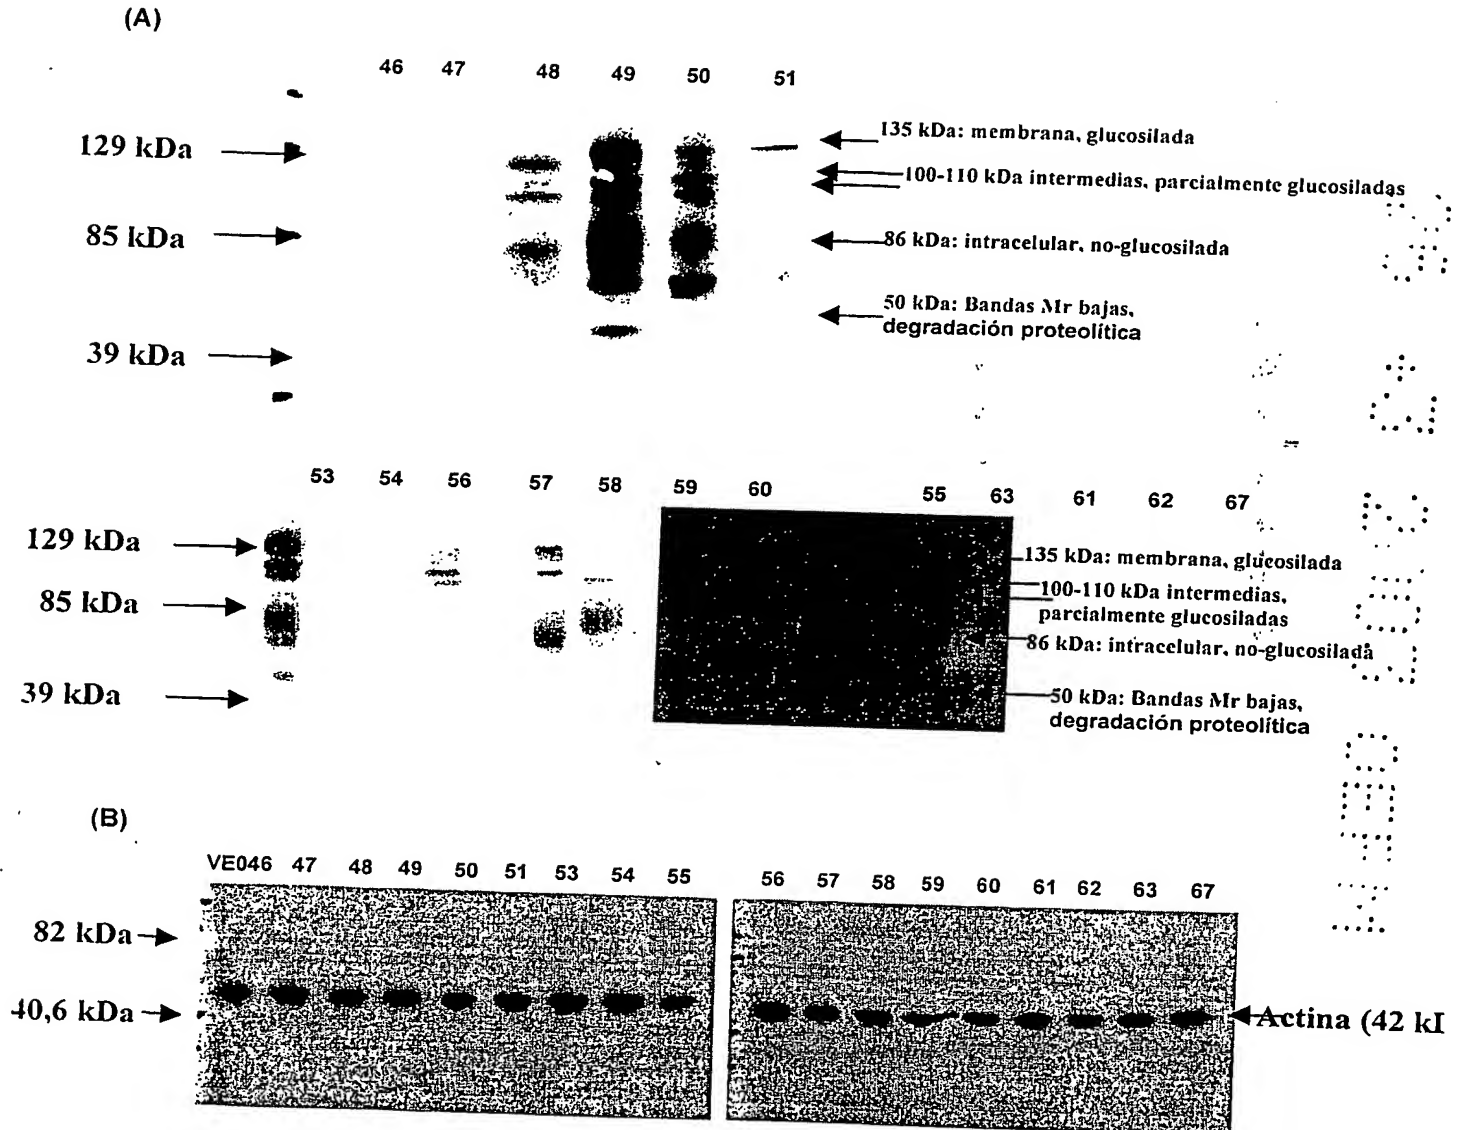 (A)
46 47 48 49 50 51
129 kDa
85 kDa
39 kDa
135 kDa: membrana, glucosilada
100-110 kDa intermedias, parcialmente glucosiladas
86 kDa: intracelular, no-glucosilada
50 kDa: Bandas Mr bajas,
degradación proteolítica
53 54 56 57 58 59 60 55 63 61 62 67
129 kDa
85 kDa
39 kDa
135 kDa: membrana, glucosilada
100-110 kDa intermedias,
parcialmente glucosiladas
86 kDa: intracelular, no-glucosilada
50 kDa: Bandas Mr bajas,
degradación proteolítica
(B)
VE046 47 48 49 50 51 53 54 55 56 57 58 59 60 61 62 63 67
82 kDa
40,6 kDa
Actina (42 kD